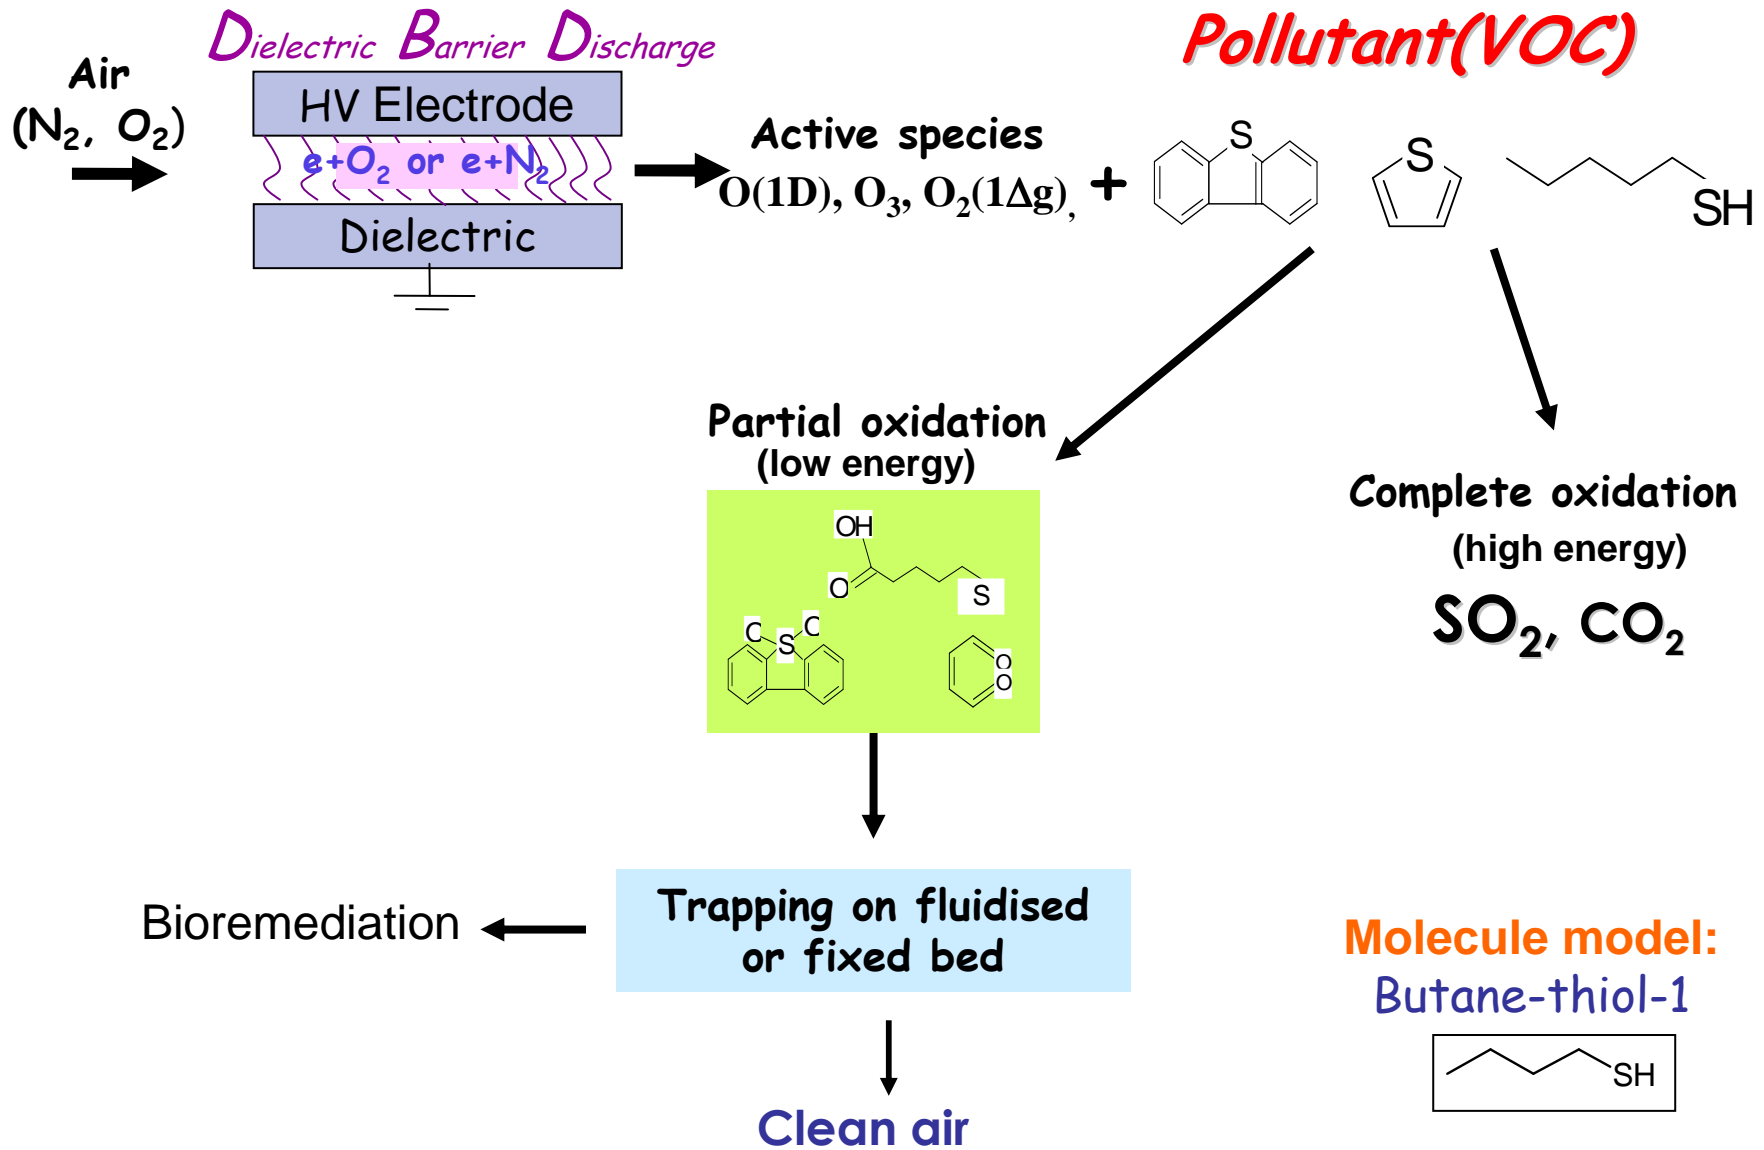 Dielectric Barrier Discharge
Pollutant(VOC)
Air
(N2, O2)
HV Electrode
e+O2 or e+N2
Dielectric
Active species
O(1D), O3, O2(1Δg),
+
S
S
SH
Partial oxidation
(low energy)
OH
O
S
O
S
O
O
O
Complete oxidation
(high energy)
SO2, CO2
Trapping on fluidised
or fixed bed
Bioremediation
Clean air
Molecule model:
Butane-thiol-1
SH